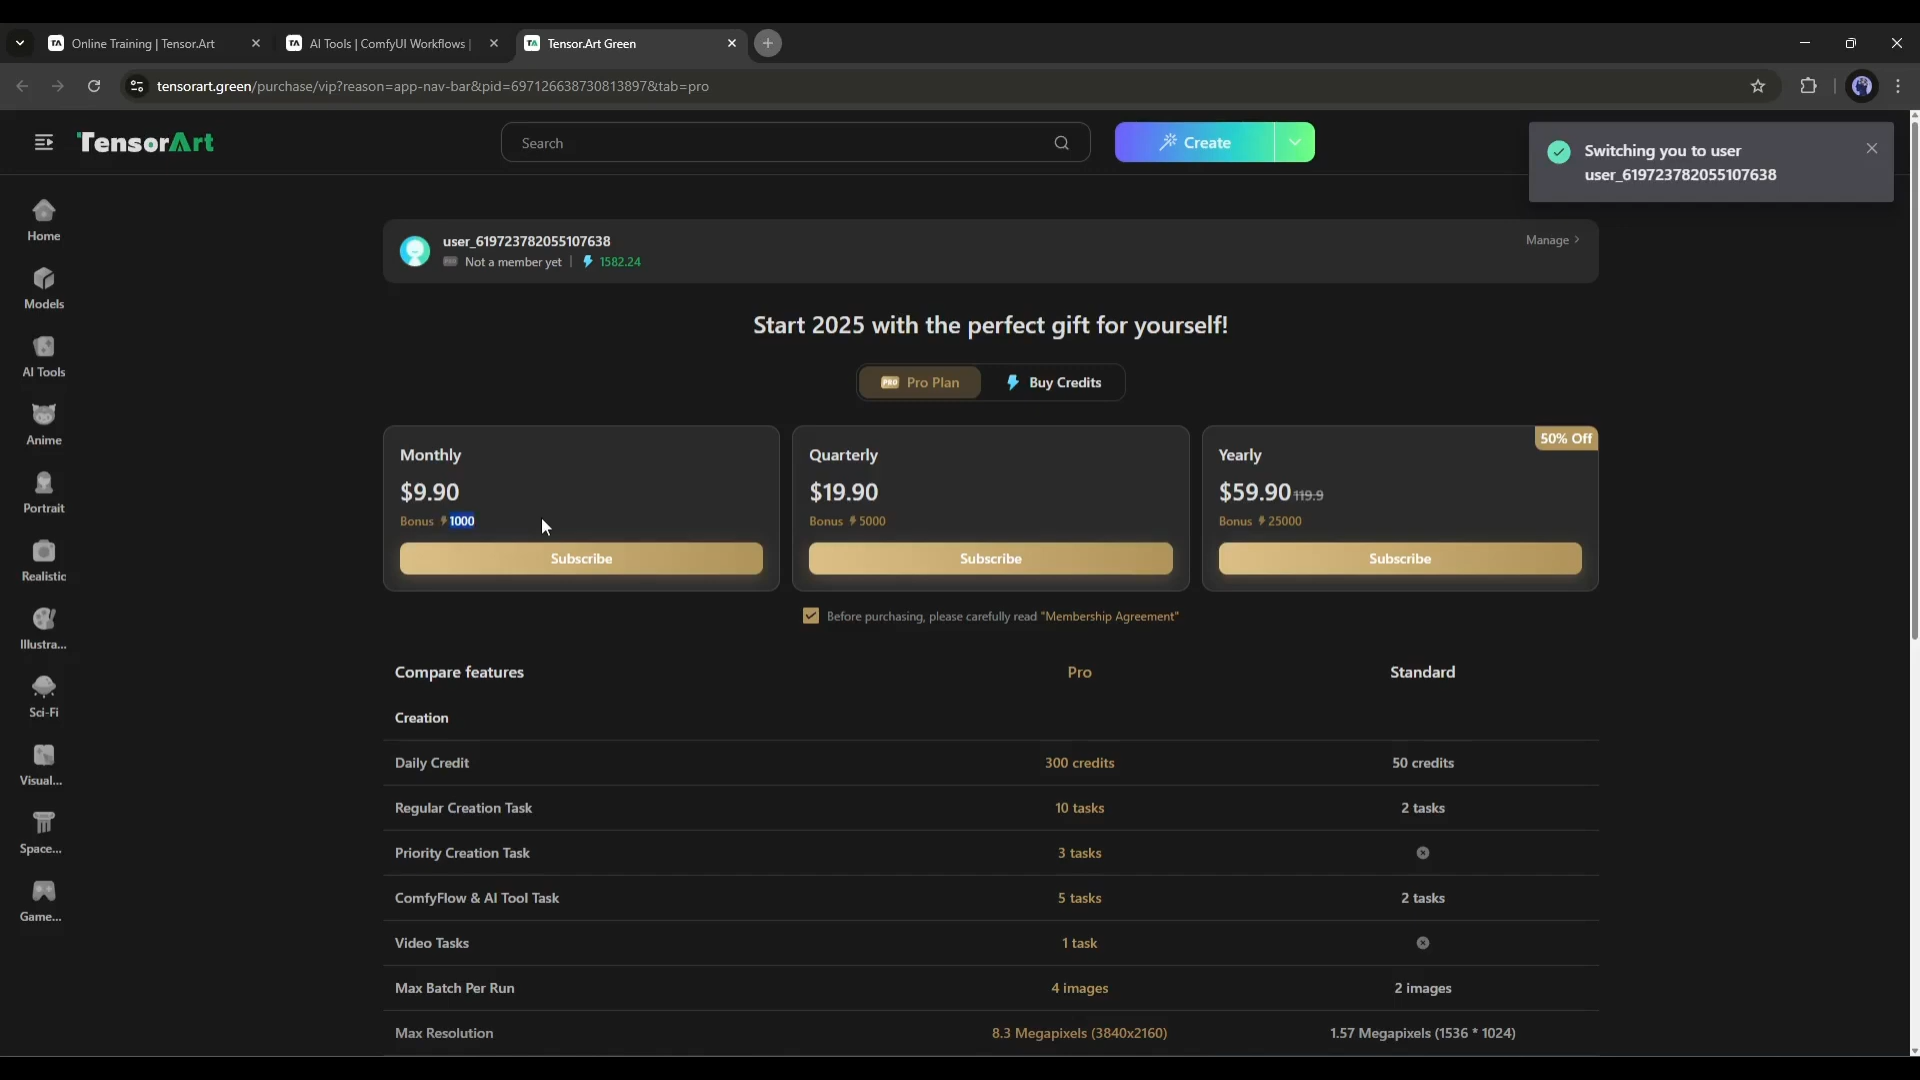 Online Training | Tensor.Art
AI Tools | ComfyUI Workflows |
Tensor.Art Green
tensorart.green/purchase/vip?reason=app-nav-bar&pid=697126638730813897&tab=pro
TensorArt
Search
Create
Switching you to user
user_619723782055107638
Home
Models
AI Tools
Anime
Portrait
Realistic
Illustra...
Sci-Fi
Visual...
Space...
Game...
user_619723782055107638
Not a member yet | 1582.24
Manage >
Start 2025 with the perfect gift for yourself!
PRO Pro Plan
Buy Credits
Monthly
$9.90
Bonus 1000
Subscribe
Quarterly
$19.90
Bonus 5000
Subscribe
50% Off
Yearly
$59.90 119.9
Bonus 25000
Subscribe
Before purchasing, please carefully read "Membership Agreement"
Compare features Pro Standard
Creation
Daily Credit 300 credits 50 credits
Regular Creation Task 10 tasks 2 tasks
Priority Creation Task 3 tasks
ComfyFlow & AI Tool Task 5 tasks 2 tasks
Video Tasks 1 task
Max Batch Per Run 4 images 2 images
Max Resolution 8.3 Megapixels (3840x2160) 1.57 Megapixels (1536 * 1024)